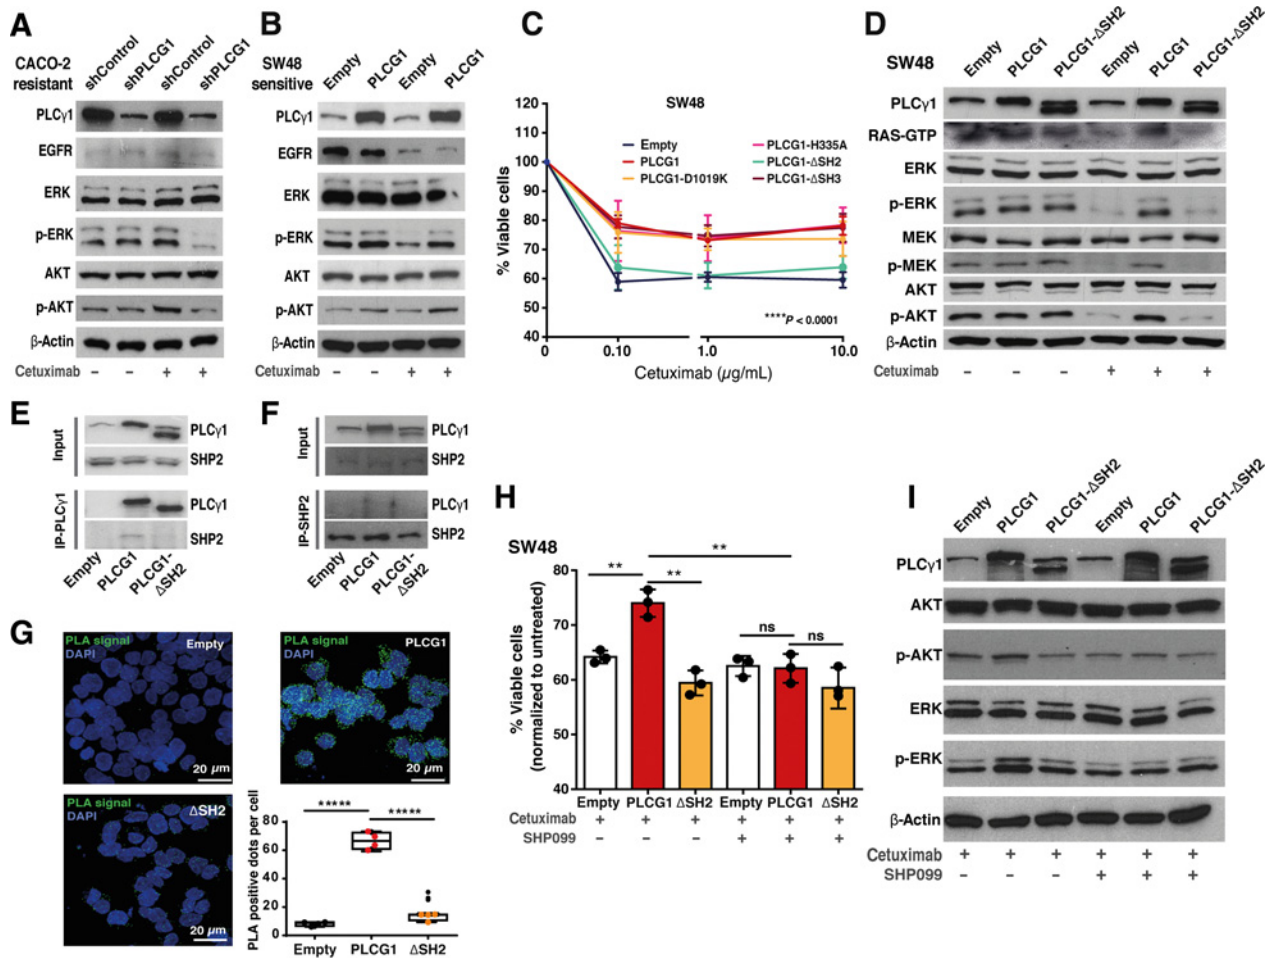 A
CACO-2
resistant
shControl
shPLCG1
shControl
shPLCG1
PLCγ1
EGFR
ERK
p-ERK
AKT
p-AKT
β-Actin
Cetuximab − − + +
B
SW48
sensitive
Empty
PLCG1
Empty
PLCG1
PLCγ1
EGFR
ERK
p-ERK
AKT
p-AKT
β-Actin
Cetuximab − − + +
C
SW48
% Viable cells
120
110
100
90
80
70
60
50
40
Empty
PLCG1
PLCG1-D1019K
PLCG1-H335A
PLCG1-ΔSH2
PLCG1-ΔSH3
****P < 0.0001
0 0.10 1.0 10.0
Cetuximab (μg/mL)
D
SW48
Empty
PLCG1
PLCG1-ΔSH2
Empty
PLCG1
PLCG1-ΔSH2
PLCγ1
RAS-GTP
ERK
p-ERK
MEK
p-MEK
AKT
p-AKT
β-Actin
Cetuximab − − − + + +
E
Input
PLCγ1
SHP2
IP-PLCγ1
PLCγ1
SHP2
Empty
PLCG1
PLCG1-
ΔSH2
F
Input
PLCγ1
SHP2
IP-SHP2
PLCγ1
SHP2
Empty
PLCG1
PLCG1-
ΔSH2
G
PLA signal
DAPI
Empty
20 μm
PLA signal
DAPI
PLCG1
20 μm
PLA signal
DAPI
ΔSH2
20 μm
PLA positive dots per cell
80
60
40
20
0
***** *****
Empty PLCG1 ΔSH2
H
SW48
% Viable cells
(normalized to untreated)
80
70
60
50
40
**
**
**
ns
ns
Empty PLCG1 ΔSH2 Empty PLCG1 ΔSH2
Cetuximab + + + + + +
SHP099 − − − + + +
I
Empty
PLCG1
PLCG1-ΔSH2
Empty
PLCG1
PLCG1-ΔSH2
PLCγ1
AKT
p-AKT
ERK
p-ERK
β-Actin
Cetuximab + + + + + +
SHP099 − − − + + +